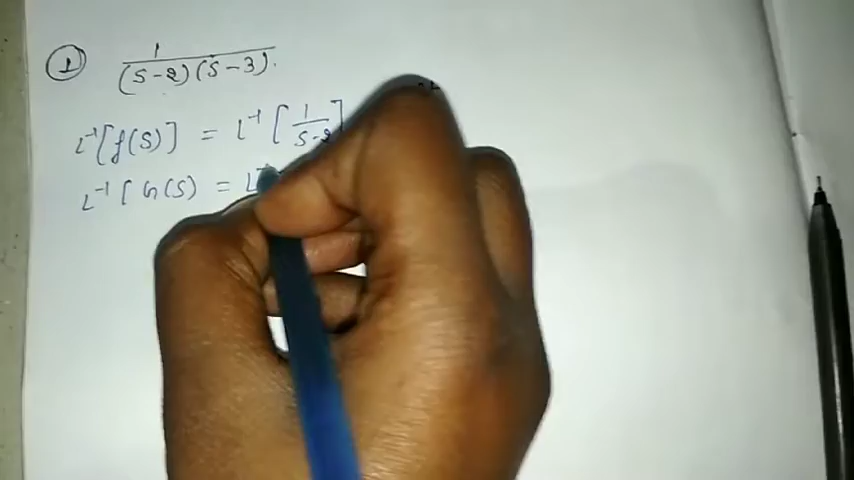 ① 1/((S-2)(S-3)).
L⁻¹[f(S)] = L⁻¹[1/(S-2]
L⁻¹[G(S) = L⁻